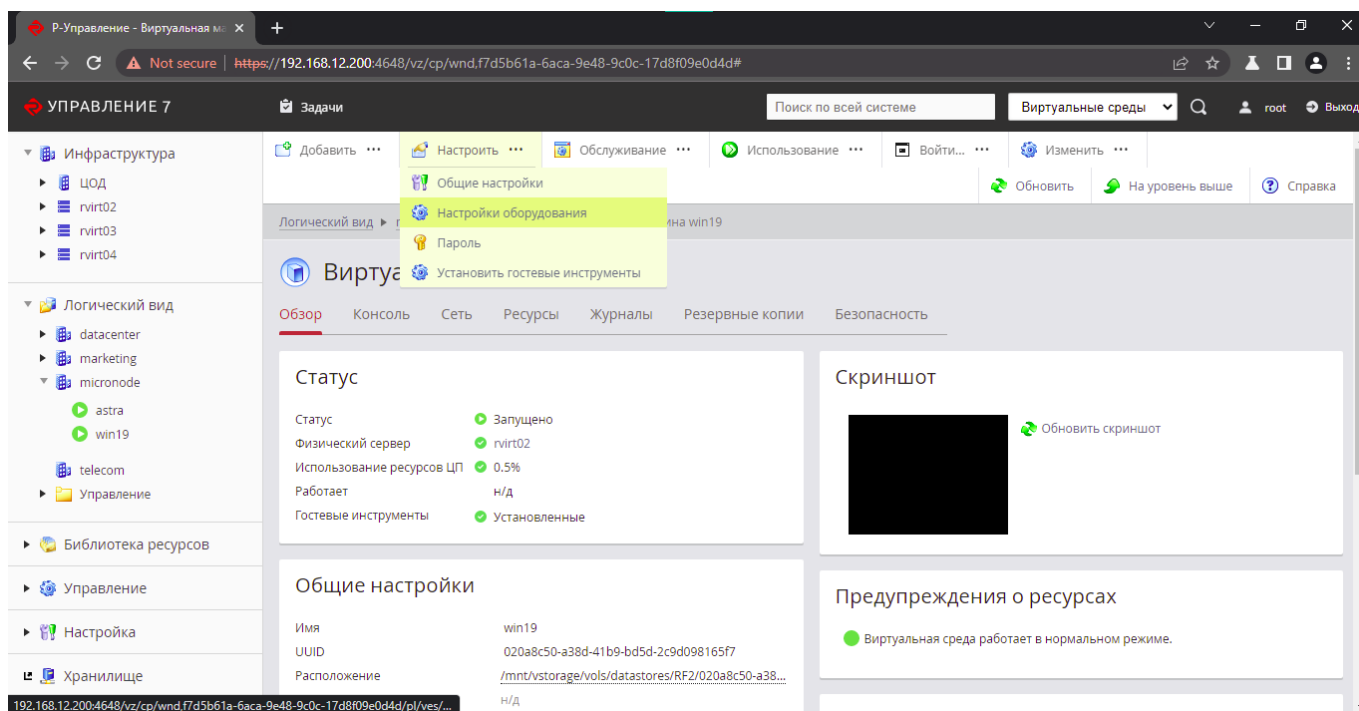 Р-Управление - Виртуальная ма
Not secure | https://192.168.12.200:4648/vz/cp/wnd.f7d5b61a-6aca-9e48-9c0c-17d8f09e0d4d#
УПРАВЛЕНИЕ 7
Задачи
Поиск по всей системе
Виртуальные среды
root
Выход
Инфраструктура
ЦОД
rvirt02
rvirt03
rvirt04
Логический вид
datacenter
marketing
micronode
astra
win19
telecom
Управление
Библиотека ресурсов
Управление
Настройка
Хранилище
192.168.12.200:4648/vz/cp/wnd.f7d5b61a-6aca-9e48-9c0c-17d8f09e0d4d/pl/ves/...
Добавить ...
Настроить ...
Обслуживание ...
Использование ...
Войти... ...
Изменить ...
Общие настройки
Настройки оборудования
Пароль
Установить гостевые инструменты
Обновить
На уровень выше
Справка
Логический вид
на win19
Обзор
Консоль
Сеть
Ресурсы
Журналы
Резервные копии
Безопасность
Статус
Статус Запущено
Физический сервер rvirt02
Использование ресурсов ЦП 0.5%
Работает н/д
Гостевые инструменты Установленные
Скриншот
Обновить скриншот
Общие настройки
Имя win19
UUID 020a8c50-a38d-41b9-bd5d-2c9d098165f7
Расположение /mnt/vstorage/vols/datastores/RF2/020a8c50-a38...
н/д
Предупреждения о ресурсах
Виртуальная среда работает в нормальном режиме.